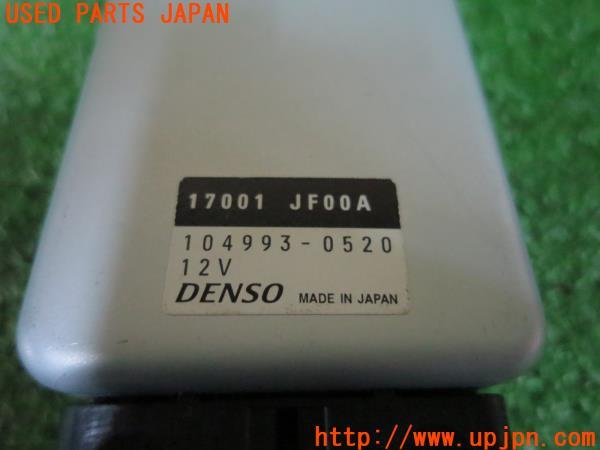 USED PARTS JAPAN
17001 JF00A
104993-0520
12V
DENSO MADE IN JAPAN
http://www.upjpn.com/